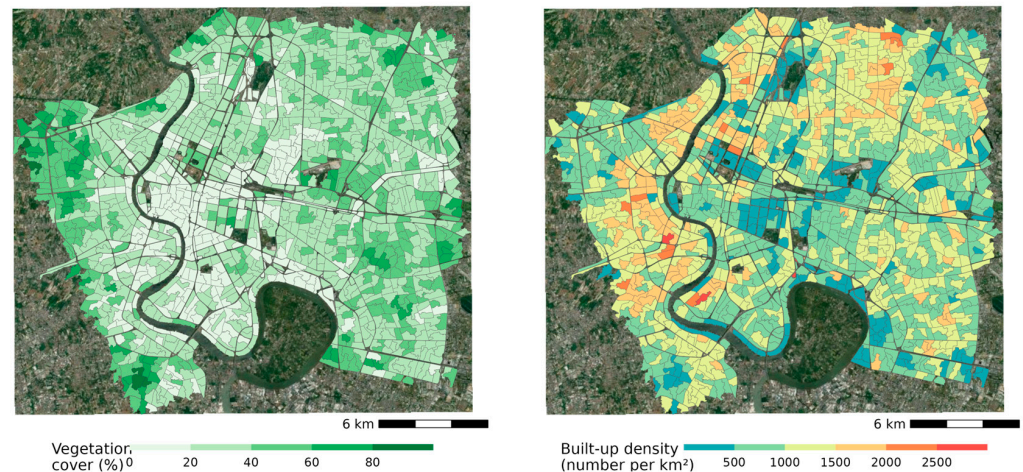 6 km
6 km
Vegetation
cover (%)
0 20 40 60 80
Built-up density
(number per km²)
500 1000 1500 2000 2500